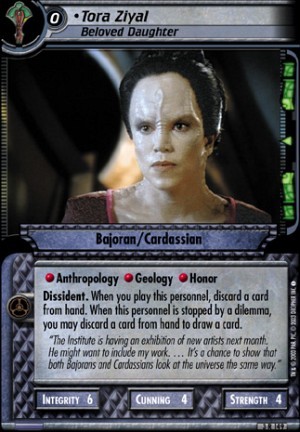 0
•Tora Ziyal
Beloved Daughter
Bajoran/Cardassian
•Anthropology •Geology •Honor
Dissident. When you play this personnel, discard a card
from hand. When this personnel is stopped by a dilemma,
you may discard a card from hand to draw a card.
"The Institute is having an exhibition of new artists next month.
He might want to include my work. … It's a chance to show that
both Bajorans and Cardassians look at the universe the same way."
INTEGRITY 6
CUNNING 4
STRENGTH 4